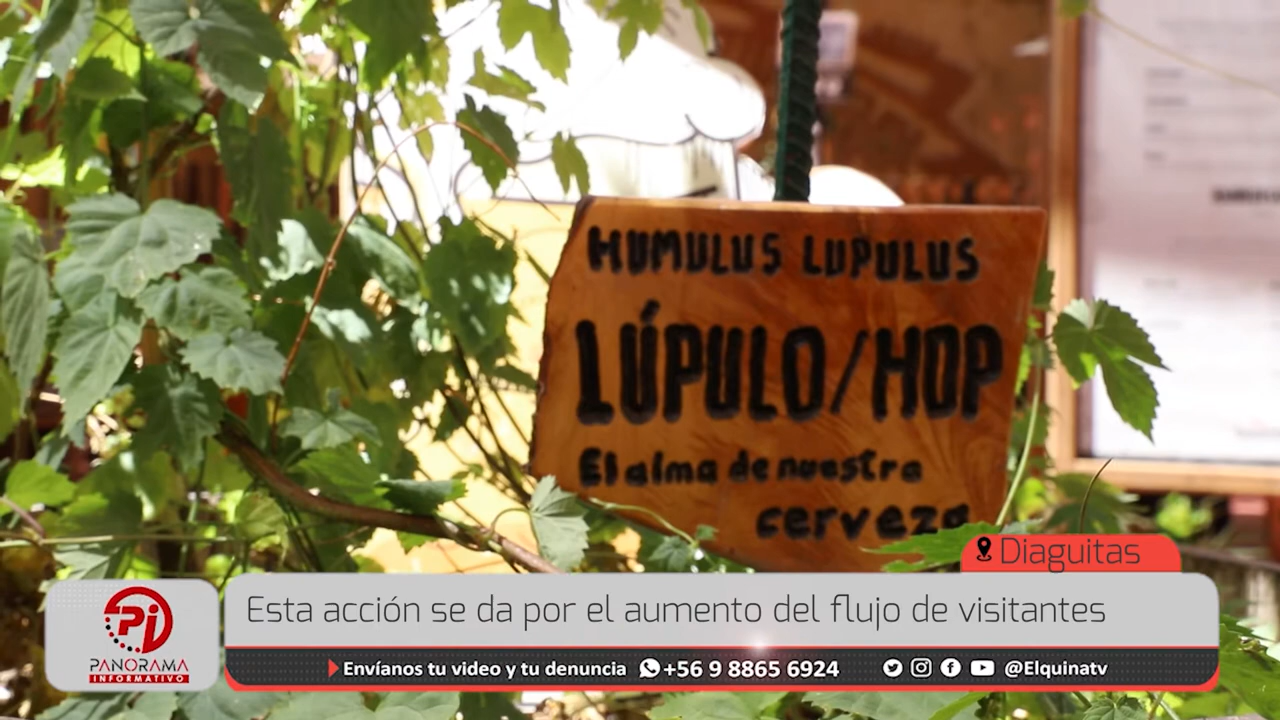 HUMULUS LUPULUS
LÚPULO/HOP
El alma de nuestra
cerveza
Diaguitas
Esta acción se da por el aumento del flujo de visitantes
Pi
PANORAMA
INFORMATIVO
Envíanos tu video y tu denuncia +56 9 8865 6924 @Elquinatv